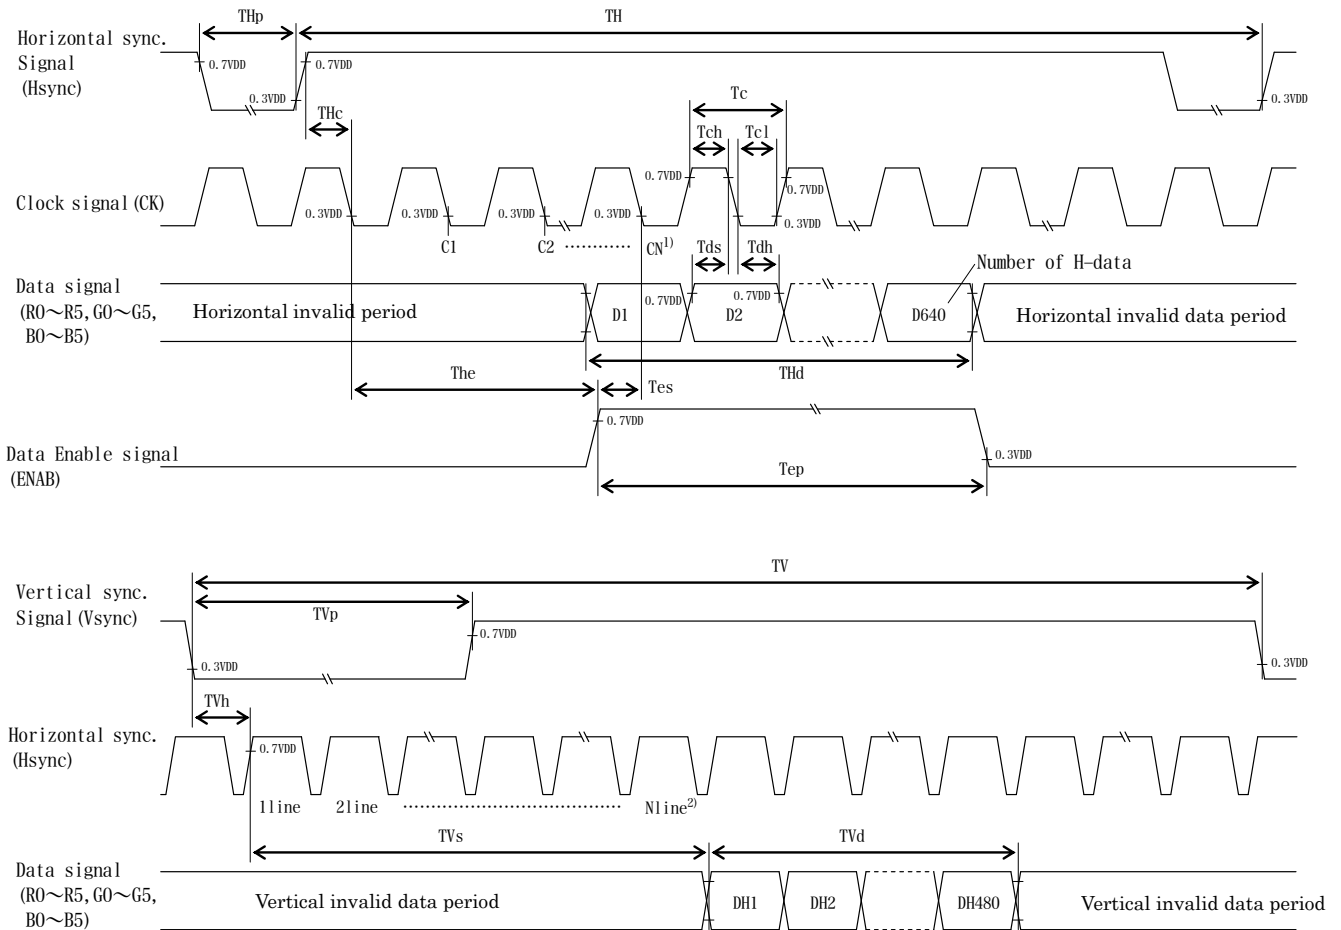 THp
TH
Horizontal sync.
Signal
(Hsync)
0.7VDD
0.7VDD
0.3VDD
0.3VDD
THc
Tc
Tch
Tcl
Clock signal(CK)
0.7VDD
0.7VDD
0.3VDD
0.3VDD
0.3VDD
0.3VDD
0.3VDD
C1
C2
CN1)
Tds
Tdh
Number of H-data
Data signal
(R0～R5,G0～G5,
B0～B5)
Horizontal invalid period
D1
0.7VDD
D2
0.7VDD
D640
Horizontal invalid data period
The
Tes
THd
0.7VDD
Data Enable signal
(ENAB)
0.3VDD
Tep
TV
Vertical sync.
Signal(Vsync)
TVp
0.7VDD
0.3VDD
0.3VDD
TVh
Horizontal sync.
(Hsync)
0.7VDD
1line
2line
Nline2)
TVs
TVd
Data signal
(R0～R5,G0～G5,
B0～B5)
Vertical invalid data period
DH1
DH2
DH480
Vertical invalid data period